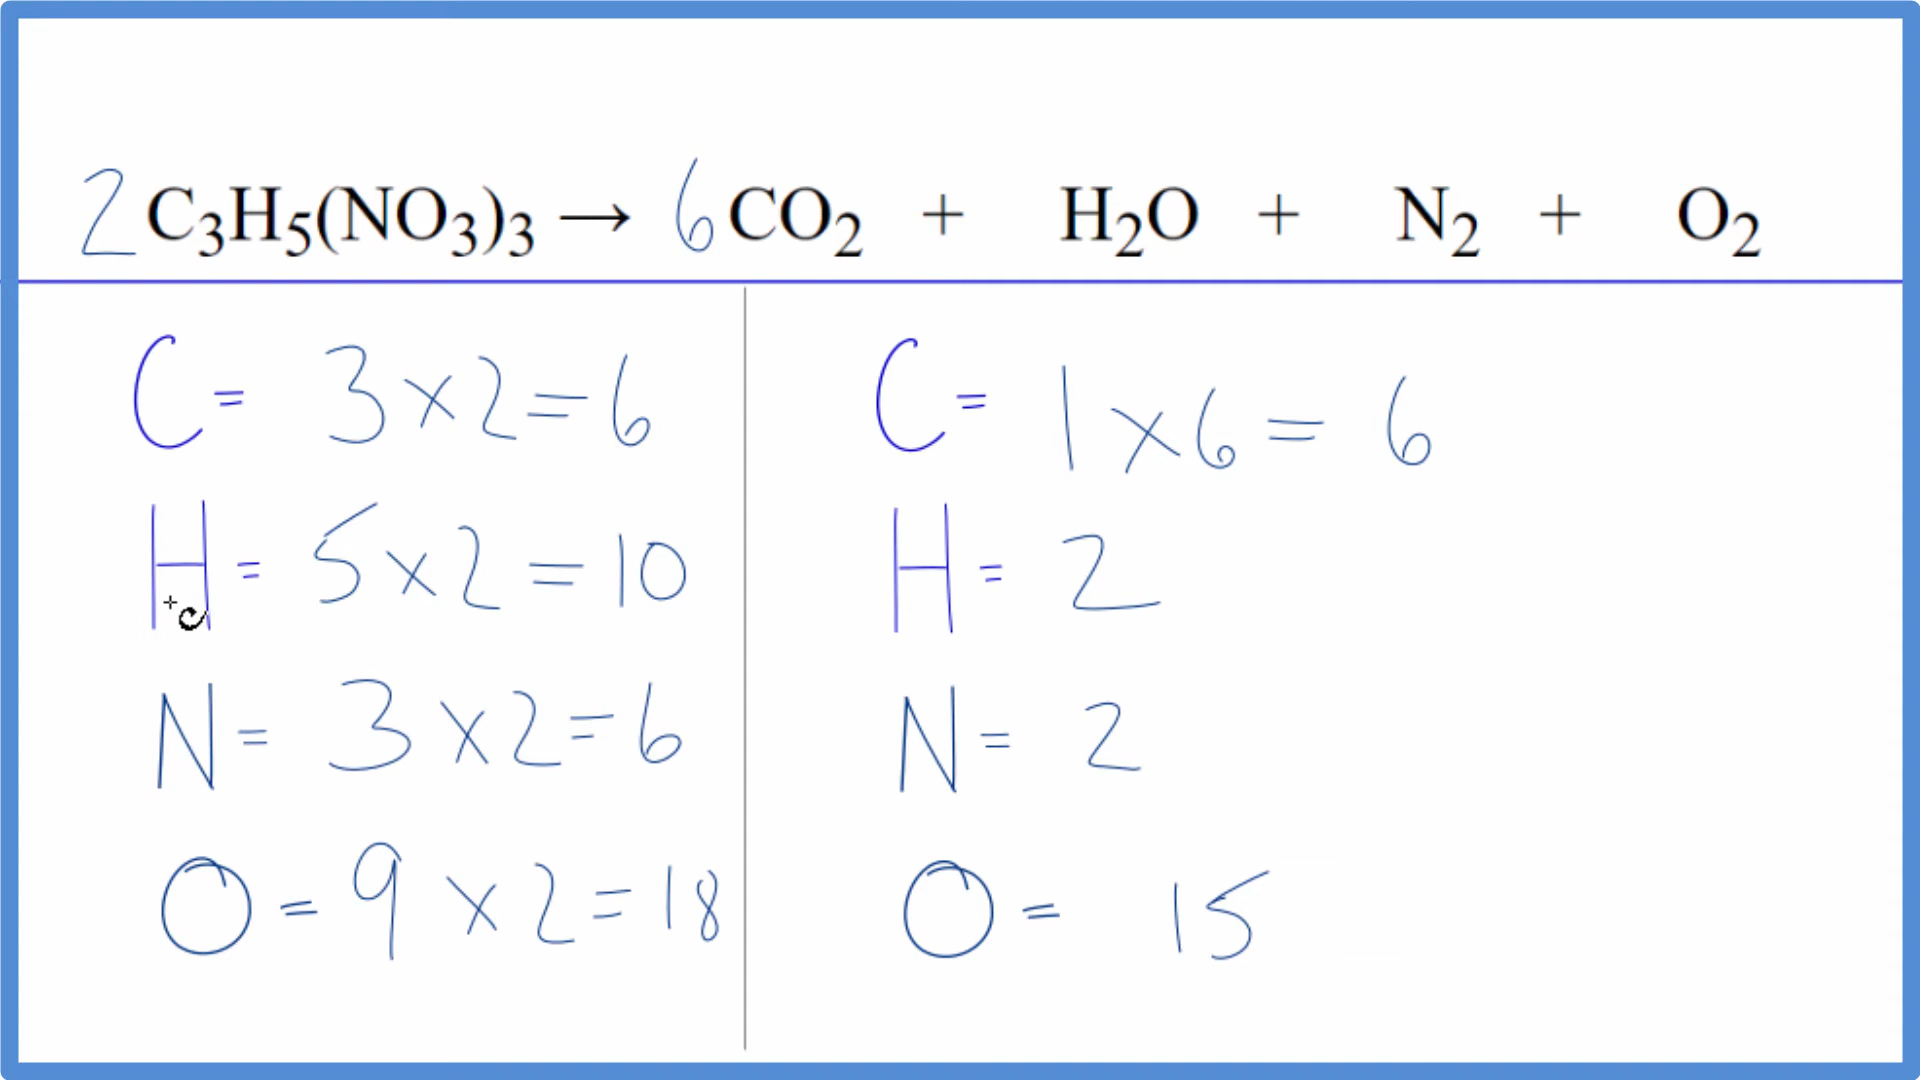 2 C₃H₅(NO₃)₃ → 6 CO₂ + H₂O + N₂ + O₂
C = 3 x 2 = 6
H = 5 x 2 = 10
N = 3 x 2 = 6
O = 9 x 2 = 18
C = 1 x 6 = 6
H = 2
N = 2
O = 15